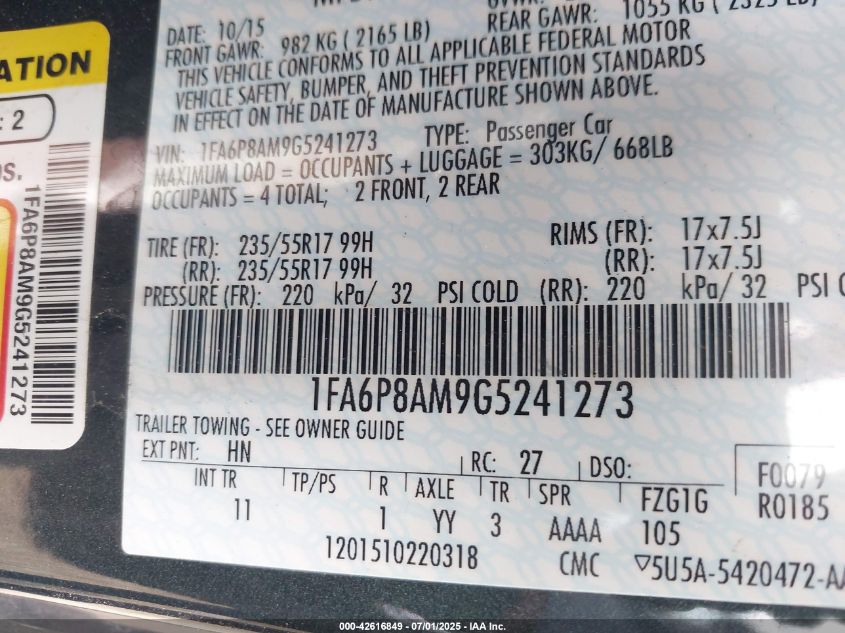 DATE: 10/15
REAR GAWR: 1055 KG ( 2325 LB)
FRONT GAWR: 982 KG ( 2165 LB)
THIS VEHICLE CONFORMS TO ALL APPLICABLE FEDERAL MOTOR
VEHICLE SAFETY, BUMPER, AND THEFT PREVENTION STANDARDS
IN EFFECT ON THE DATE OF MANUFACTURE SHOWN ABOVE.
VIN: 1FA6P8AM9G5241273 TYPE: Passenger Car
MAXIMUM LOAD = OCCUPANTS + LUGGAGE = 303KG/ 668LB
OCCUPANTS = 4 TOTAL; 2 FRONT, 2 REAR
TIRE (FR): 235/55R17 99H RIMS (FR): 17x7.5J
(RR): 235/55R17 99H (RR): 17x7.5J
PRESSURE (FR): 220 kPa/ 32 PSI COLD (RR): 220 kPa/ 32 PSI C
1FA6P8AM9G5241273
TRAILER TOWING - SEE OWNER GUIDE
EXT PNT: HN RC: 27 DSO: F0079
INT TR TP/PS R AXLE TR SPR FZG1G R0185
11 1 YY 3 AAAA 105
1201510220318 CMC ▽5U5A-5420472-AA
ATION
: 2
os.
1FA6P8AM9G5241273
000-42616849 - 07/01/2025 - IAA Inc.